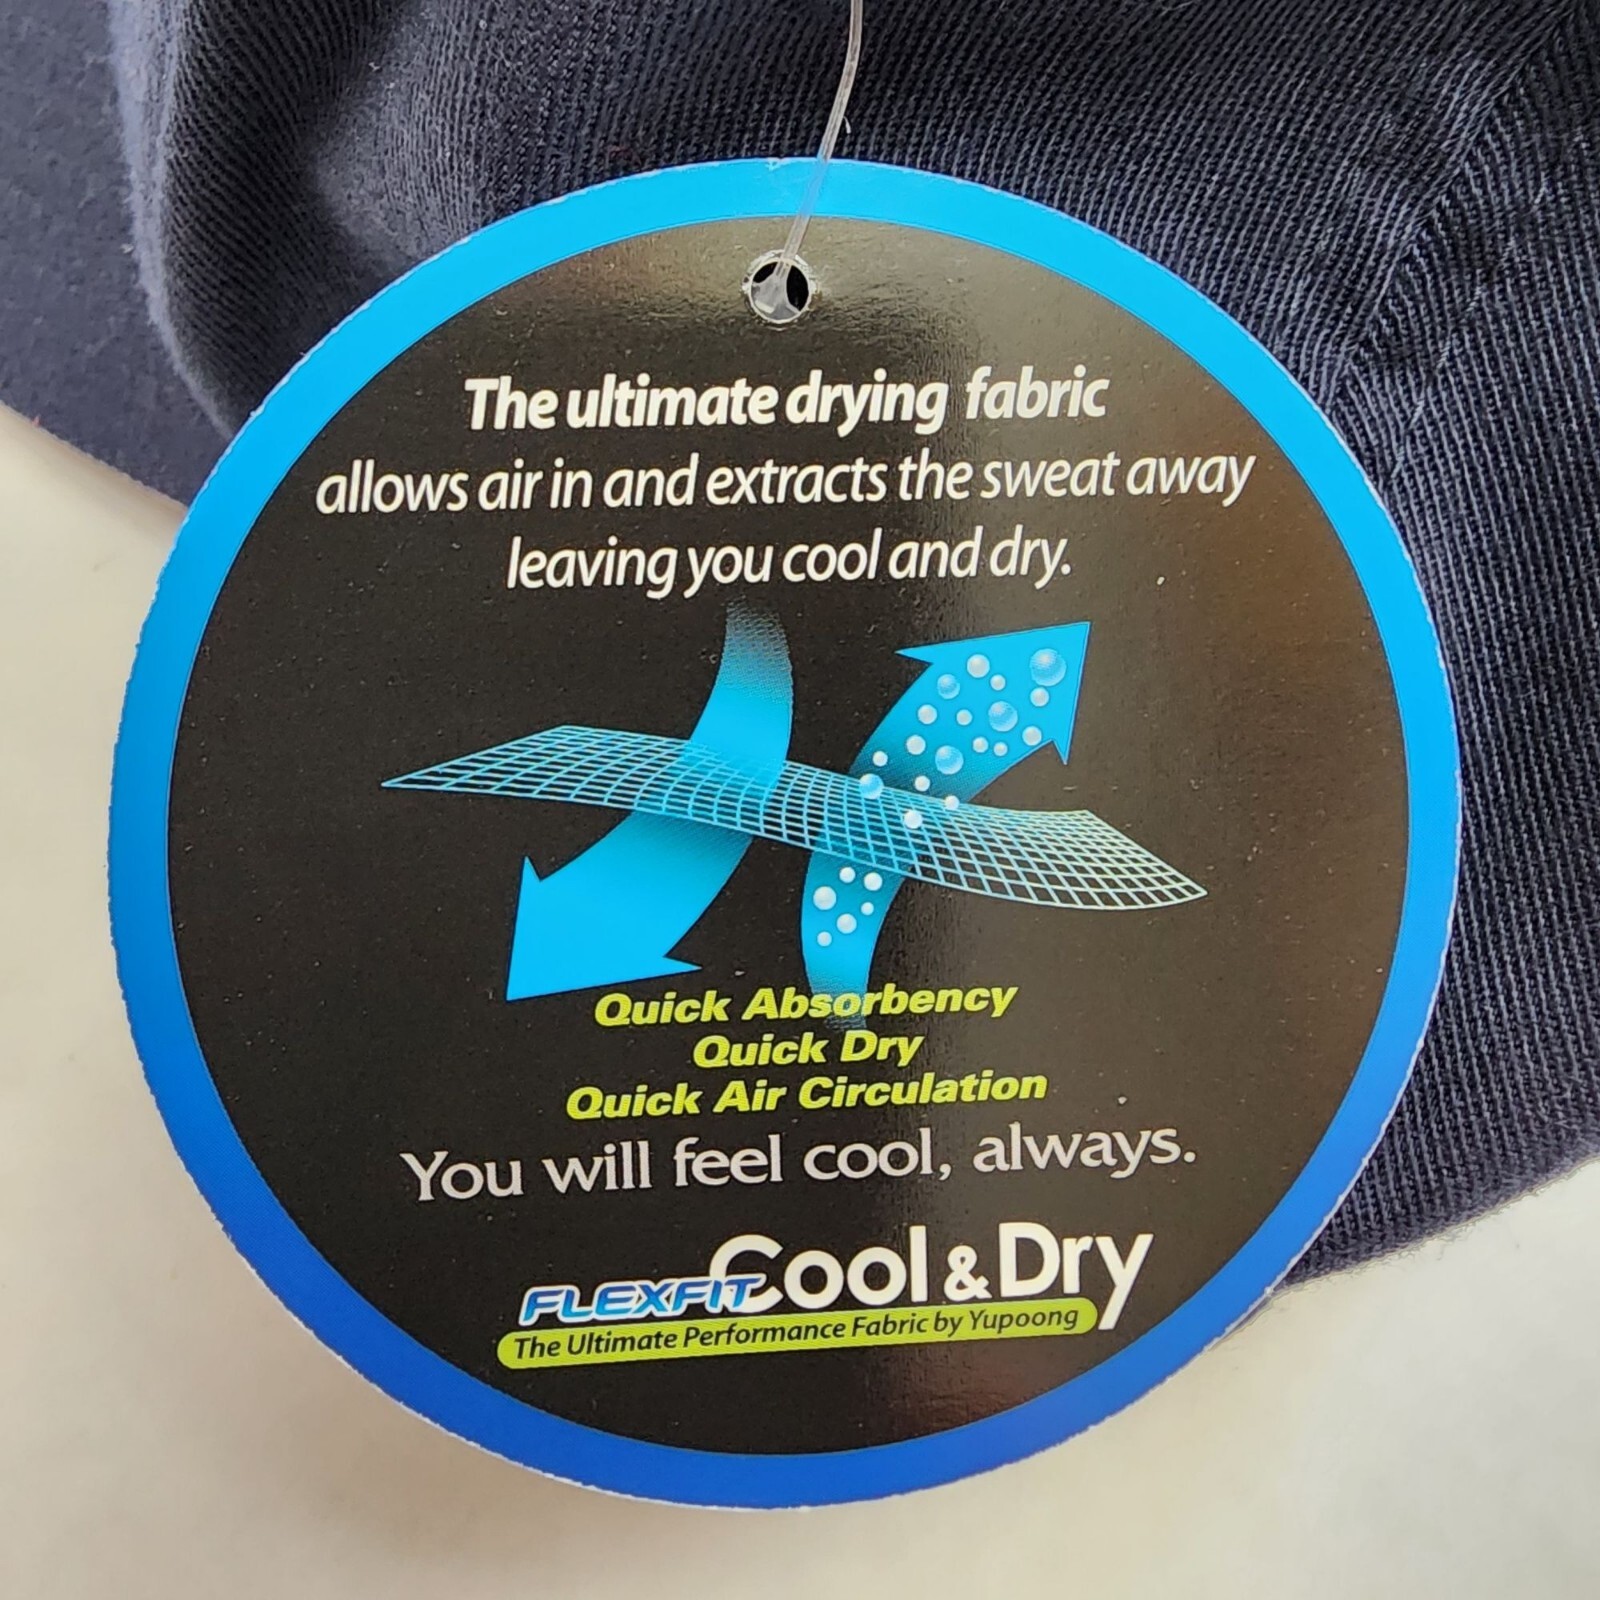 The ultimate drying fabric
allows air in and extracts the sweat away
leaving you cool and dry.
Quick Absorbency
Quick Dry
Quick Air Circulation
You will feel cool, always.
FLEXFIT Cool & Dry
The Ultimate Performance Fabric by Yupoong